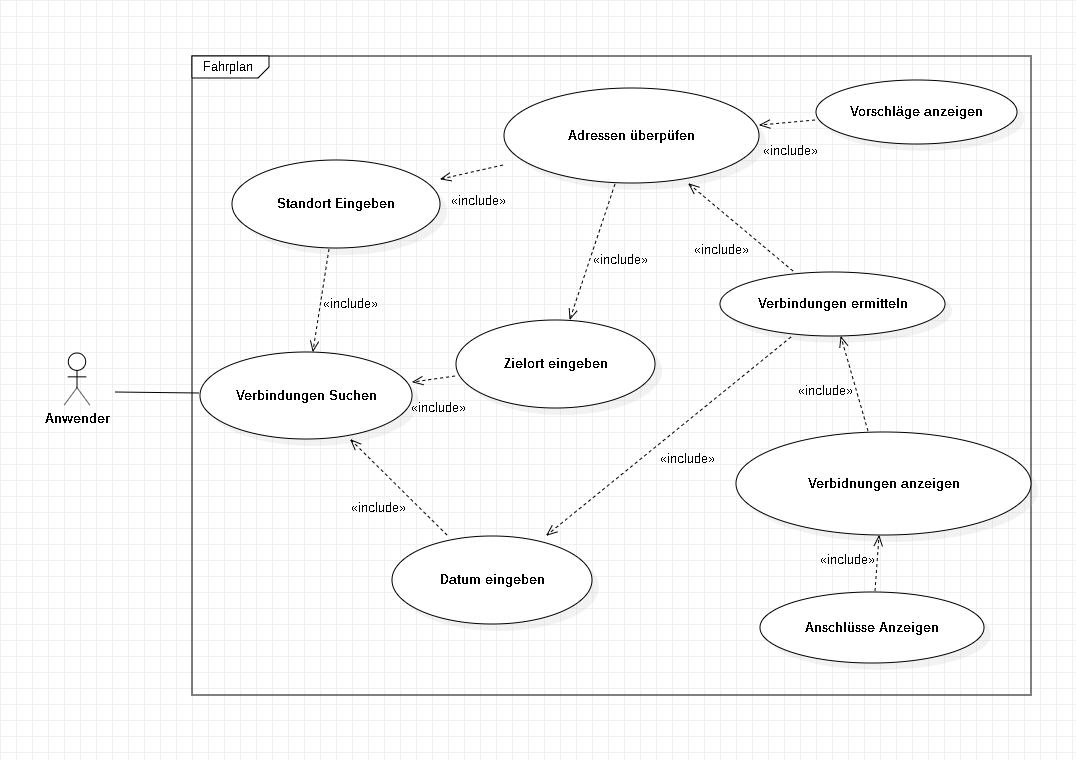 Fahrplan
Vorschläge anzeigen
Adressen überpüfen
«include»
Standort Eingeben
«include»
«include»
«include»
«include»
Verbindungen ermitteln
Zielort eingeben
Verbindungen Suchen
«include»
«include»
Anwender
«include»
Verbidnungen anzeigen
«include»
«include»
Datum eingeben
Anschlüsse Anzeigen